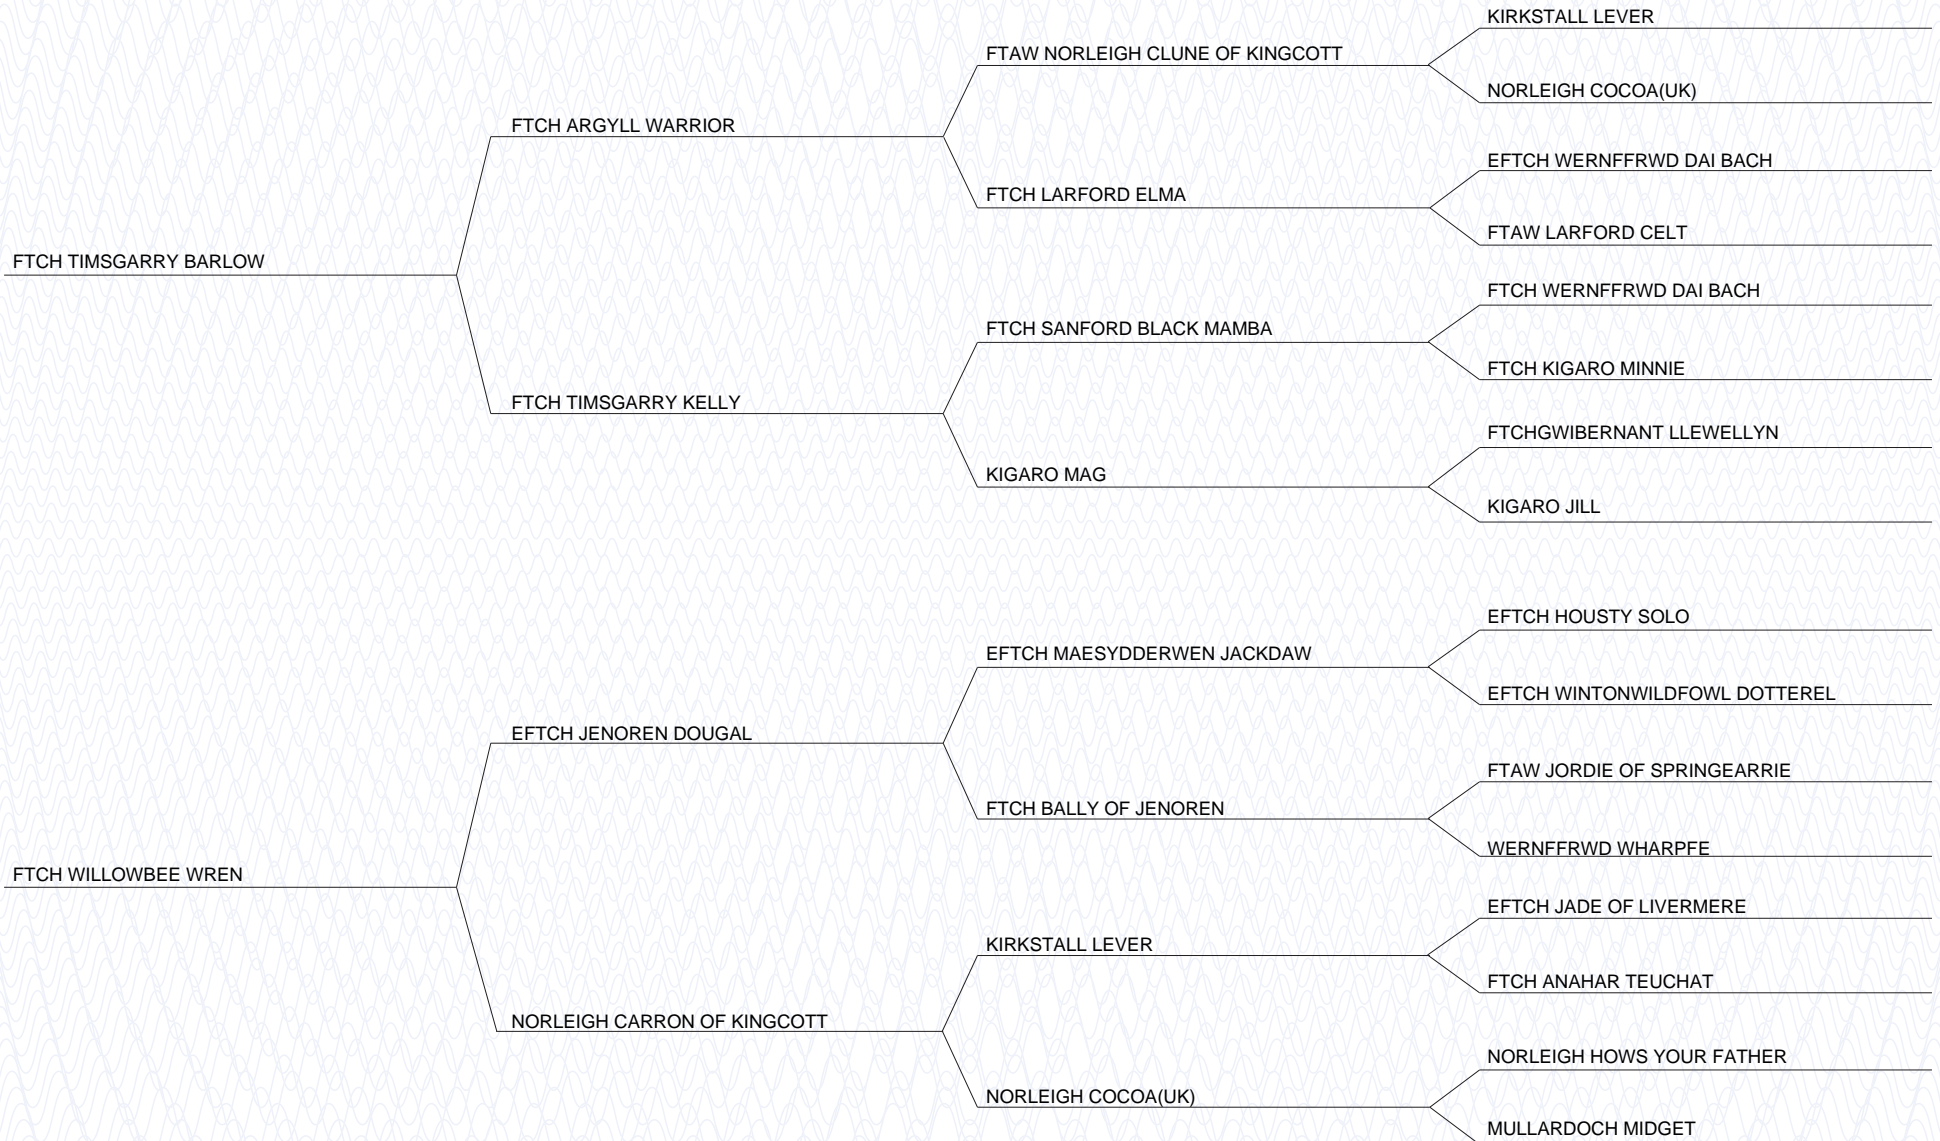 KIRKSTALL LEVER
FTAW NORLEIGH CLUNE OF KINGCOTT
NORLEIGH COCOA(UK)
FTCH ARGYLL WARRIOR
EFTCH WERNFFRWD DAI BACH
FTCH LARFORD ELMA
FTAW LARFORD CELT
FTCH TIMSGARRY BARLOW
FTCH WERNFFRWD DAI BACH
FTCH SANFORD BLACK MAMBA
FTCH KIGARO MINNIE
FTCH TIMSGARRY KELLY
FTCHGWIBERNANT LLEWELLYN
KIGARO MAG
KIGARO JILL
EFTCH HOUSTY SOLO
EFTCH MAESYDDERWEN JACKDAW
EFTCH WINTONWILDFOWL DOTTEREL
EFTCH JENOREN DOUGAL
FTAW JORDIE OF SPRINGEARRIE
FTCH BALLY OF JENOREN
WERNFFRWD WHARPFE
FTCH WILLOWBEE WREN
EFTCH JADE OF LIVERMERE
KIRKSTALL LEVER
FTCH ANAHAR TEUCHAT
NORLEIGH CARRON OF KINGCOTT
NORLEIGH HOWS YOUR FATHER
NORLEIGH COCOA(UK)
MULLARDOCH MIDGET